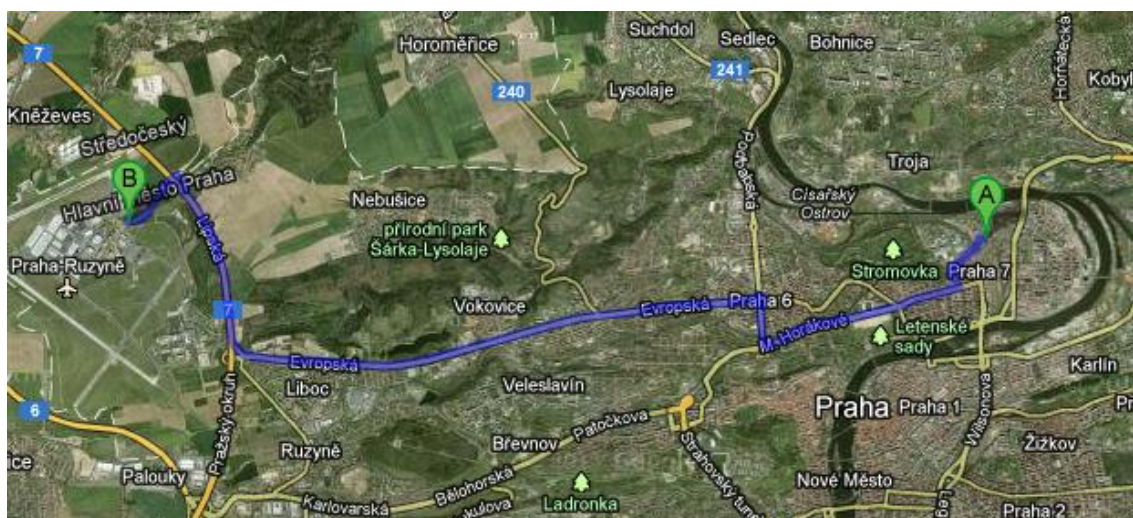 Suchdol
Sedlec
Bohnice
7
Horoměřice
241
Hornátecká
Kobyl
240
Lysolaje
Kněževes
Středočeský
B
Hlavní město Praha
Podbabská
Troja
Císařský
Ostrov
A
Nebušice
přírodní park
Šárka-Lysolaje
Lipská
Praha-Ruzyně
Stromovka
Praha 7
7
Vokovice
Evropská
Praha 6
M.Horákové
Letenské
sady
Evropská
Liboc
Veleslavín
Karlín
6
Pražský okruh
Patočkova
Praha
Praha 1
Wilsonova
Ruzyně
Břevnov
Strahovský tunel
Žižkov
ice
Palouky
Bělohorská
Nové Město
Karlovarská
Ladronka
Praha 2